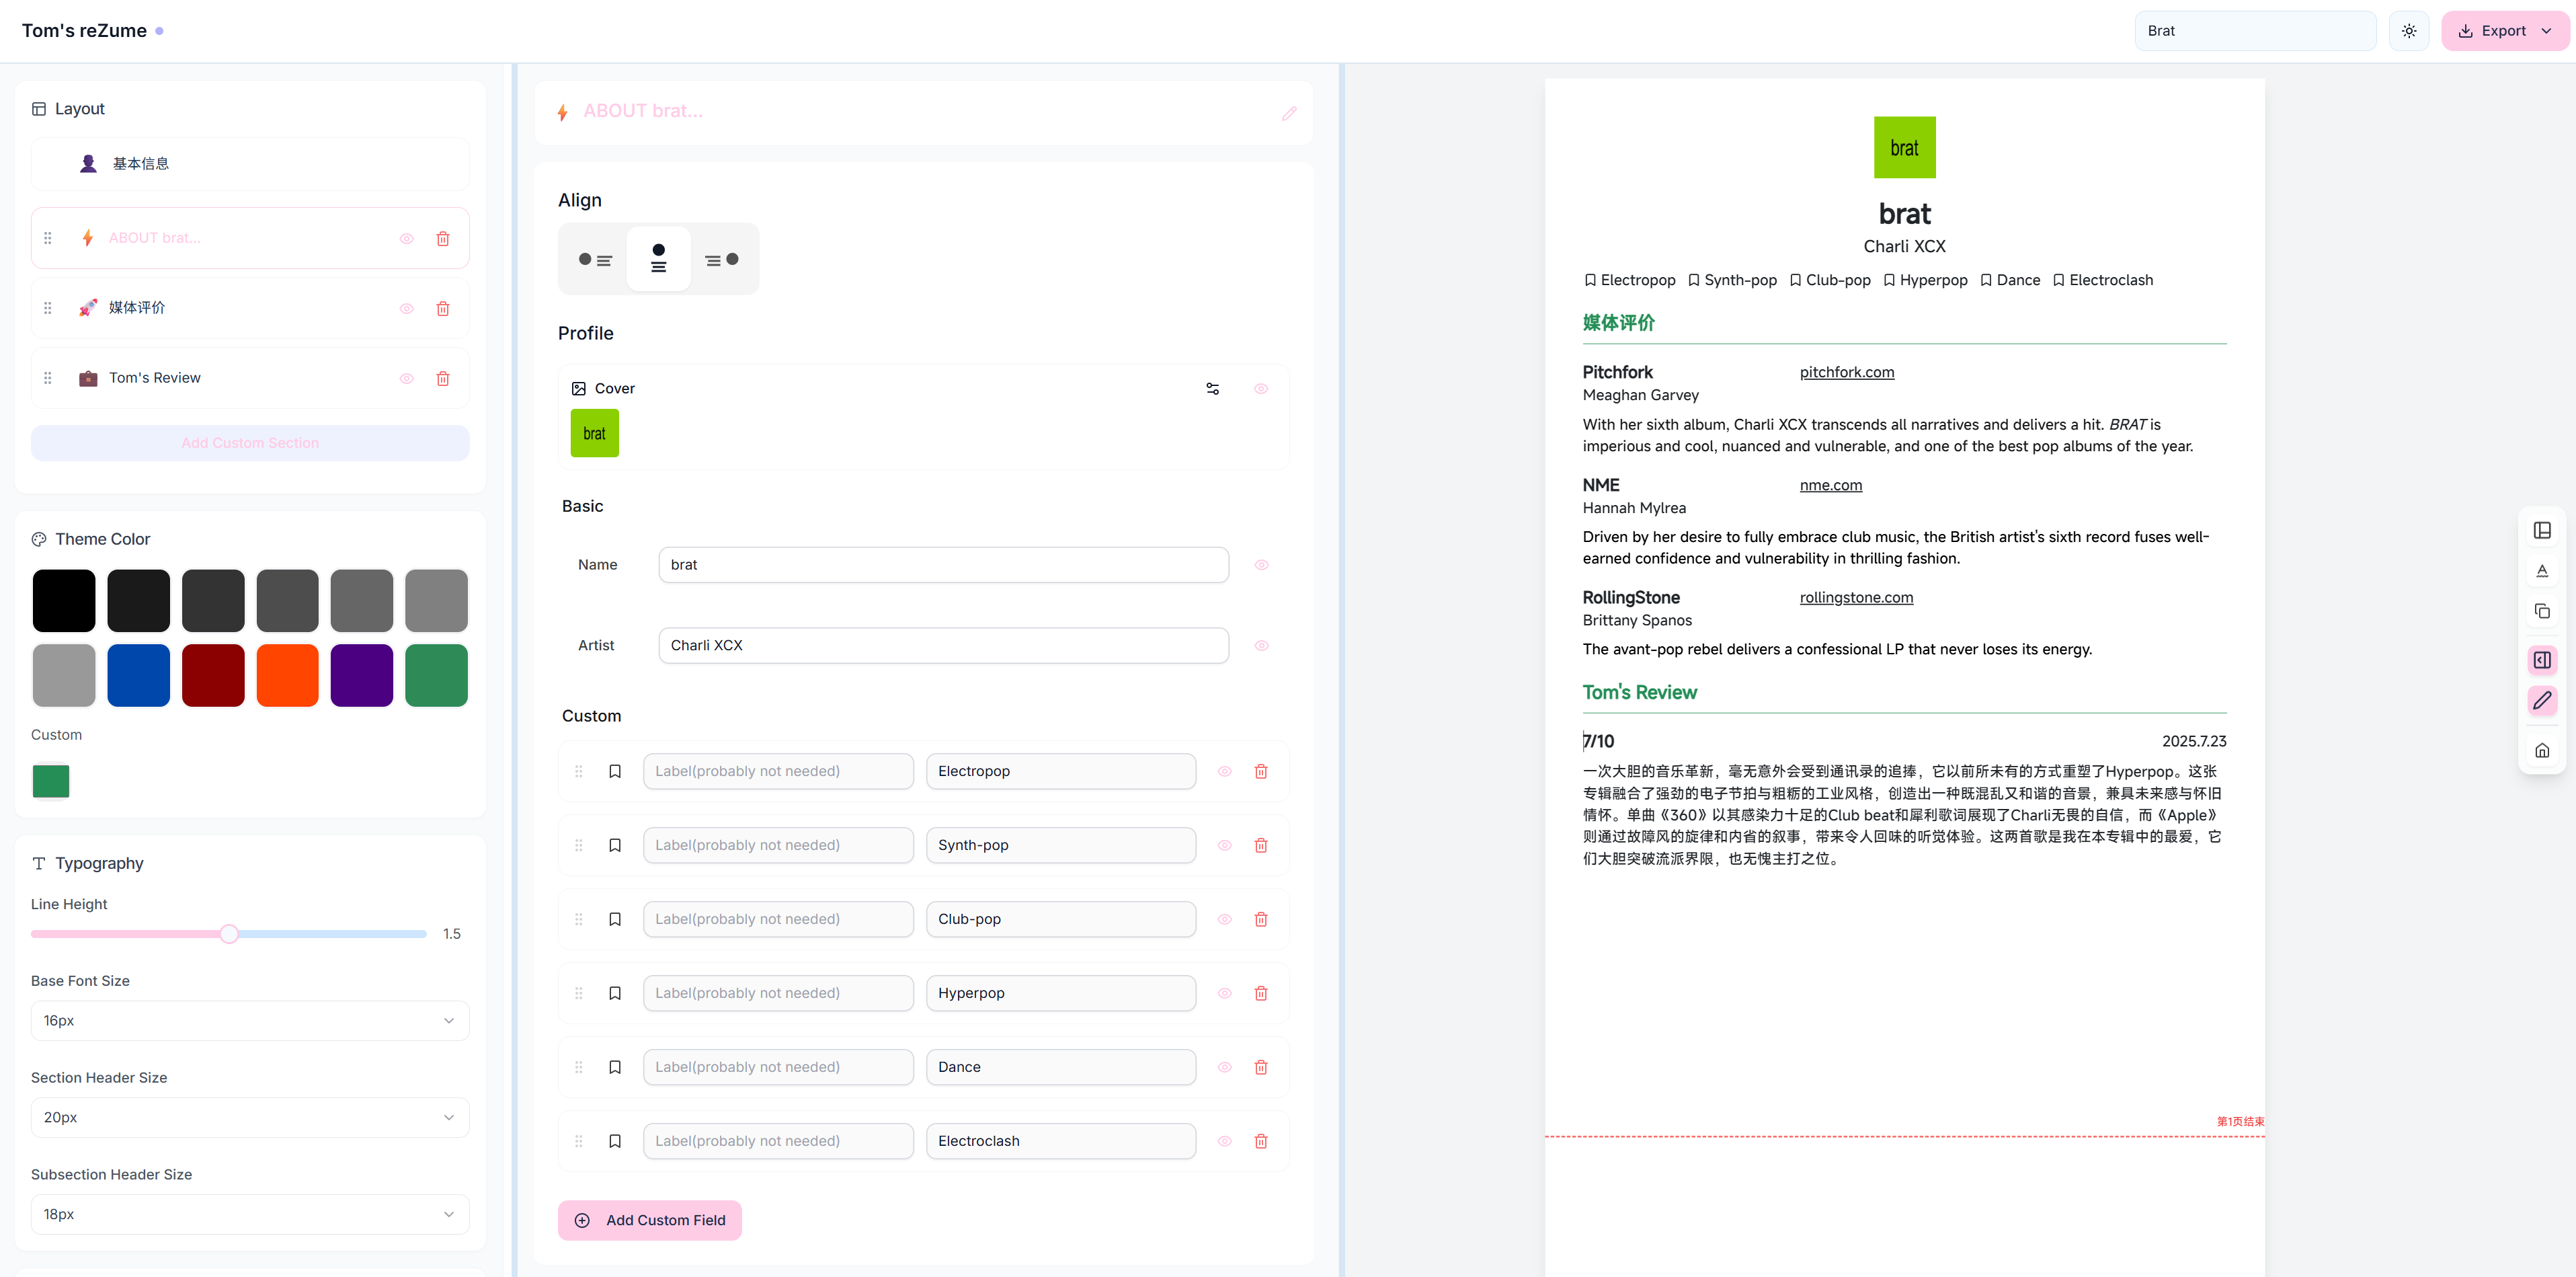 Tom's reZume
Brat
Export
Layout
基本信息
ABOUT brat...
媒体评价
Tom's Review
Add Custom Section
Theme Color
Custom
Typography
Line Height
1.5
Base Font Size
16px
Section Header Size
20px
Subsection Header Size
18px
ABOUT brat...
Align
Profile
Cover
brat
Basic
Name
brat
Artist
Charli XCX
Custom
Label(probably not needed) Electropop
Label(probably not needed) Synth-pop
Label(probably not needed) Club-pop
Label(probably not needed) Hyperpop
Label(probably not needed) Dance
Label(probably not needed) Electroclash
Add Custom Field
brat
brat
Charli XCX
Electropop Synth-pop Club-pop Hyperpop Dance Electroclash
媒体评价
Pitchfork pitchfork.com
Meaghan Garvey
With her sixth album, Charli XCX transcends all narratives and delivers a hit. BRAT is
imperious and cool, nuanced and vulnerable, and one of the best pop albums of the year.
NME nme.com
Hannah Mylrea
Driven by her desire to fully embrace club music, the British artist's sixth record fuses well-
earned confidence and vulnerability in thrilling fashion.
RollingStone rollingstone.com
Brittany Spanos
The avant-pop rebel delivers a confessional LP that never loses its energy.
Tom's Review
7/10 2025.7.23
一次大胆的音乐革新，毫无意外会受到通讯录的追捧，它以前所未有的方式重塑了Hyperpop。这张
专辑融合了强劲的电子节拍与粗粝的工业风格，创造出一种既混乱又和谐的音景，兼具未来感与怀旧
情怀。单曲《360》以其感染力十足的Club beat和犀利歌词展现了Charli无畏的自信，而《Apple》
则通过故障风的旋律和内省的叙事，带来令人回味的听觉体验。这两首歌是我在本专辑中的最爱，它
们大胆突破流派界限，也无愧主打之位。
第1页结束